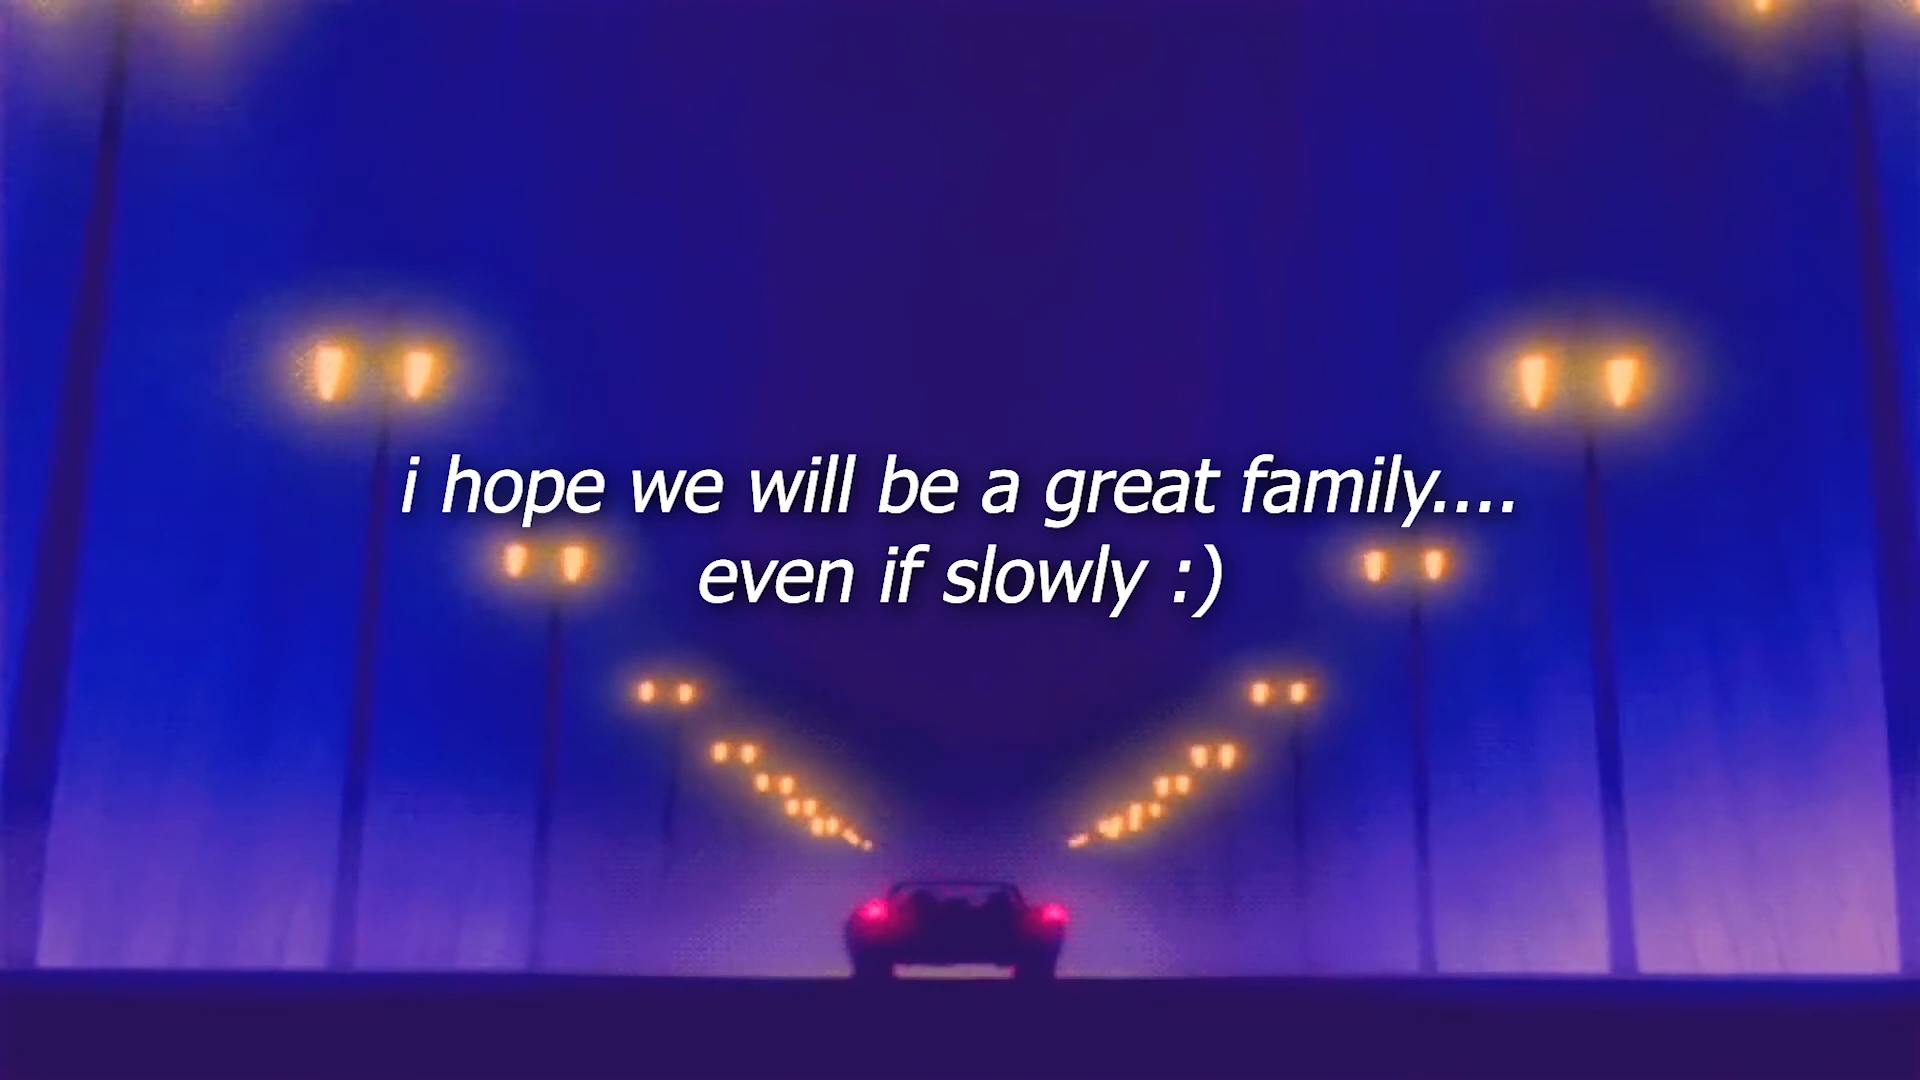 i hope we will be a great family....
even if slowly :)